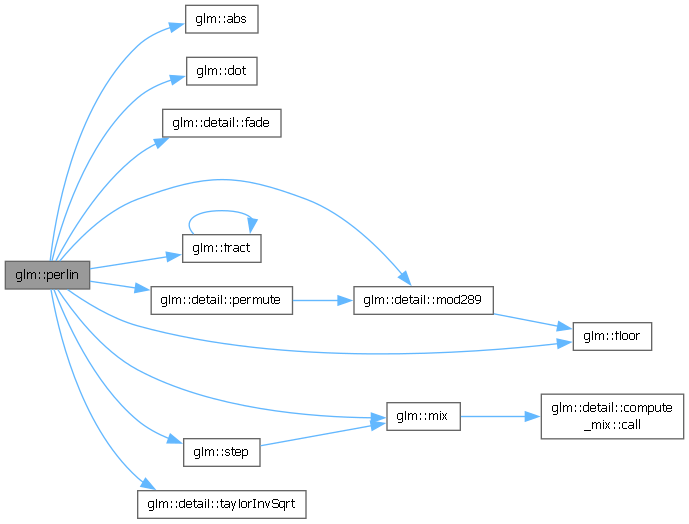 glm::abs
glm::dot
glm::detail::fade
glm::fract
glm::perlin
glm::detail::permute
glm::detail::mod289
glm::floor
glm::mix
glm::detail::compute
_mix::call
glm::step
glm::detail::taylorInvSqrt